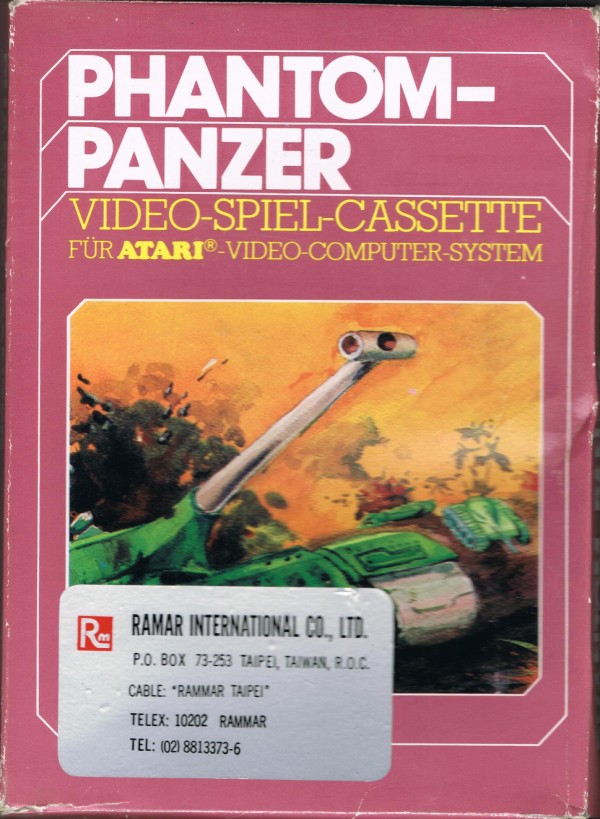 PHANTOM-
PANZER
VIDEO-SPIEL-CASSETTE
FÜR ATARI®-VIDEO-COMPUTER-SYSTEM
Rm
RAMAR INTERNATIONAL CO., LTD.
P.O. BOX 73-253 TAIPEI, TAIWAN, R.O.C.
CABLE: "RAMMAR TAIPEI"
TELEX: 10202 RAMMAR
TEL: (02) 8813373-6